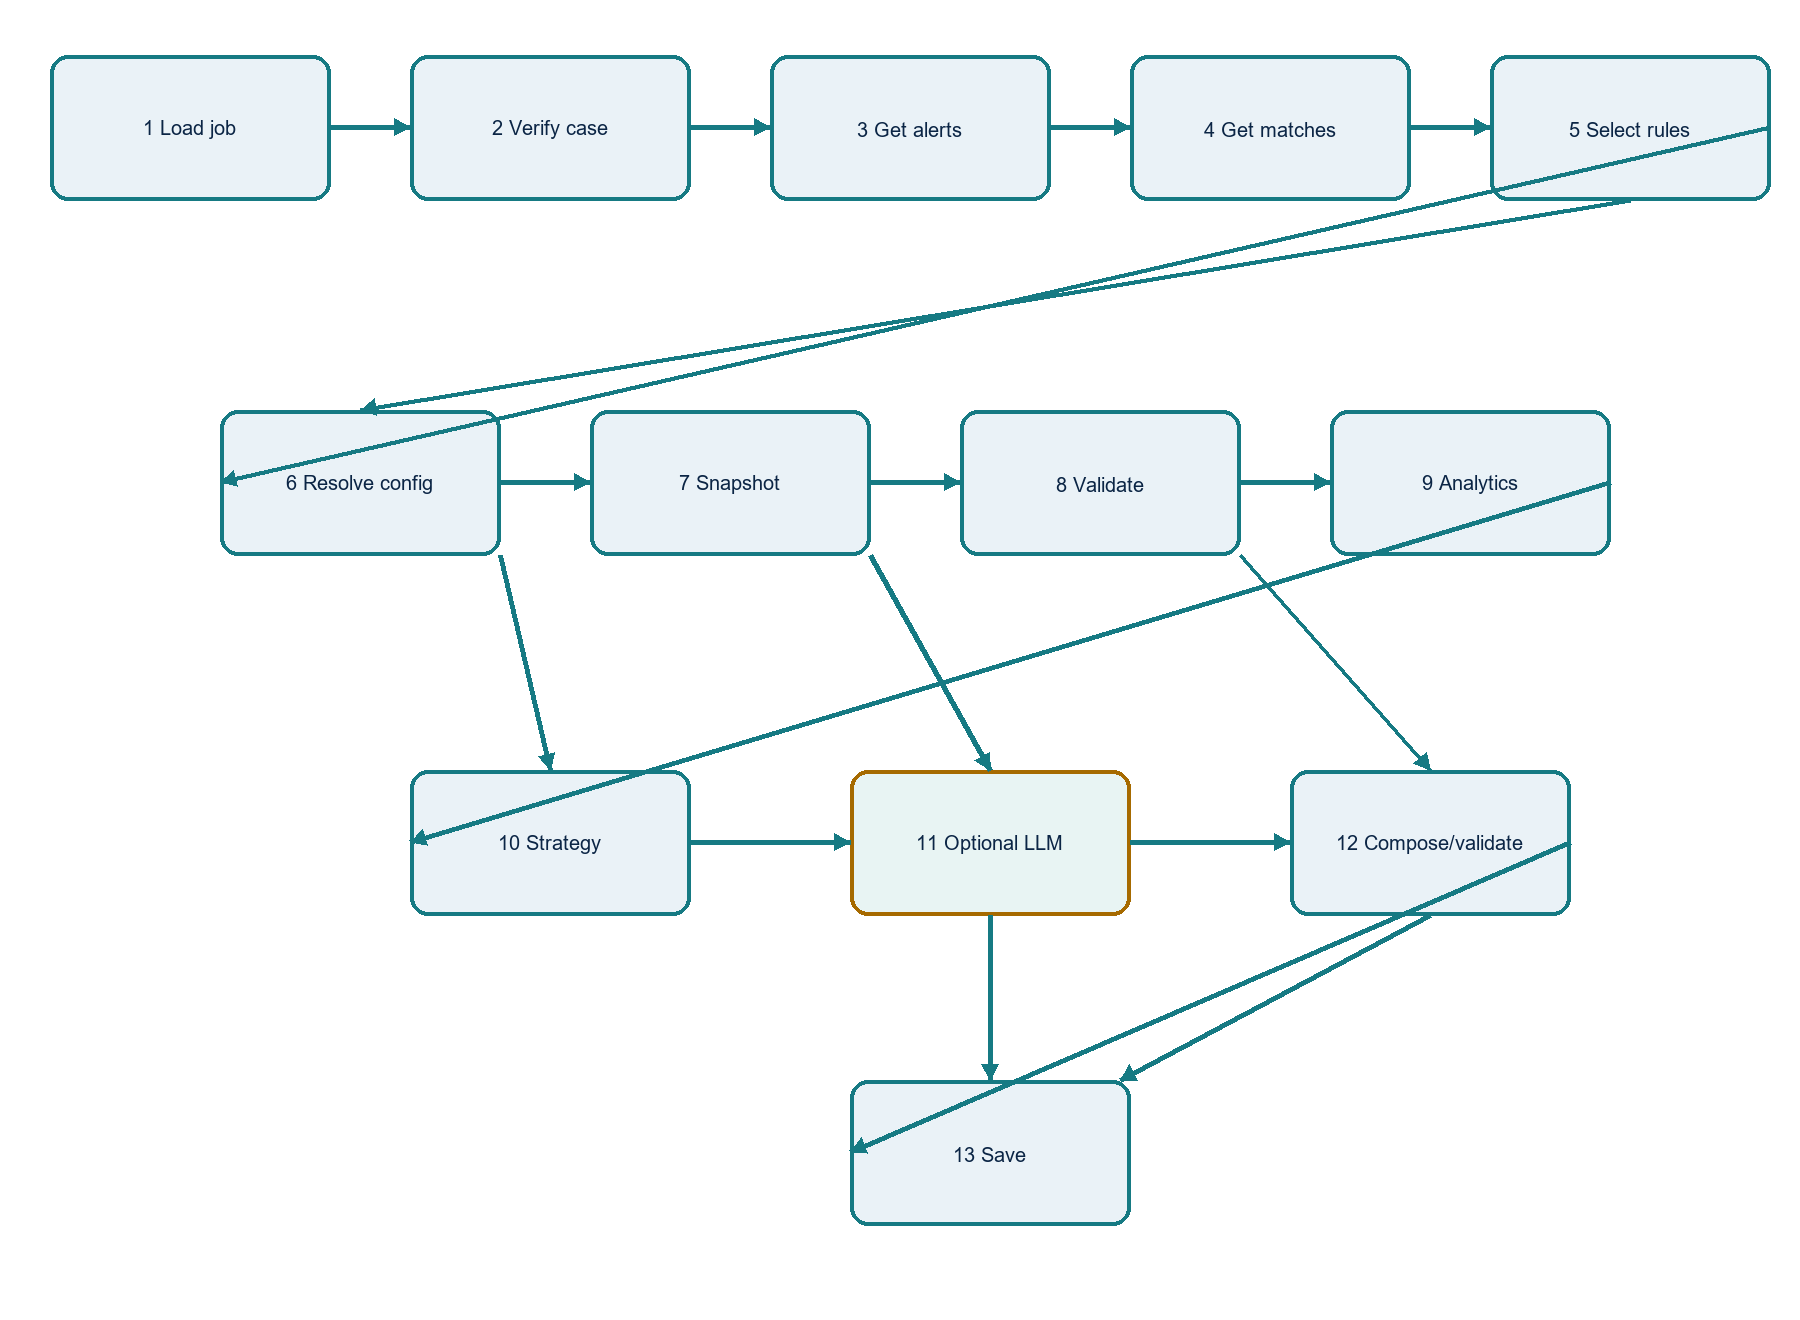 1 Load job
2 Verify case
3 Get alerts
4 Get matches
5 Select rules
6 Resolve config
7 Snapshot
8 Validate
9 Analytics
10 Strategy
11 Optional LLM
12 Compose/validate
13 Save